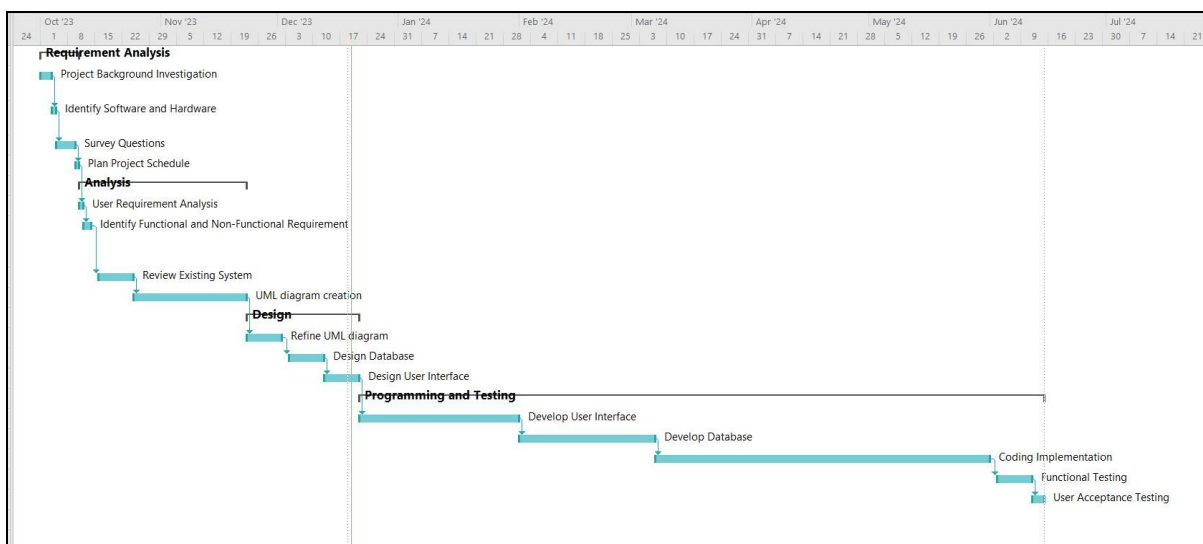 Oct '23 Nov '23 Dec '23 Jan '24 Feb '24 Mar '24 Apr '24 May '24 Jun '24 Jul '24
24 1 8 15 22 29 5 12 19 26 3 10 17 24 31 7 14 21 28 4 11 18 25 3 10 17 24 31 7 14 21 28 5 12 19 26 2 9 16 23 30 7 14 21
Requirement Analysis
Project Background Investigation
Identify Software and Hardware
Survey Questions
Plan Project Schedule
Analysis
User Requirement Analysis
Identify Functional and Non-Functional Requirement
Review Existing System
UML diagram creation
Design
Refine UML diagram
Design Database
Design User Interface
Programming and Testing
Develop User Interface
Develop Database
Coding Implementation
Functional Testing
User Acceptance Testing